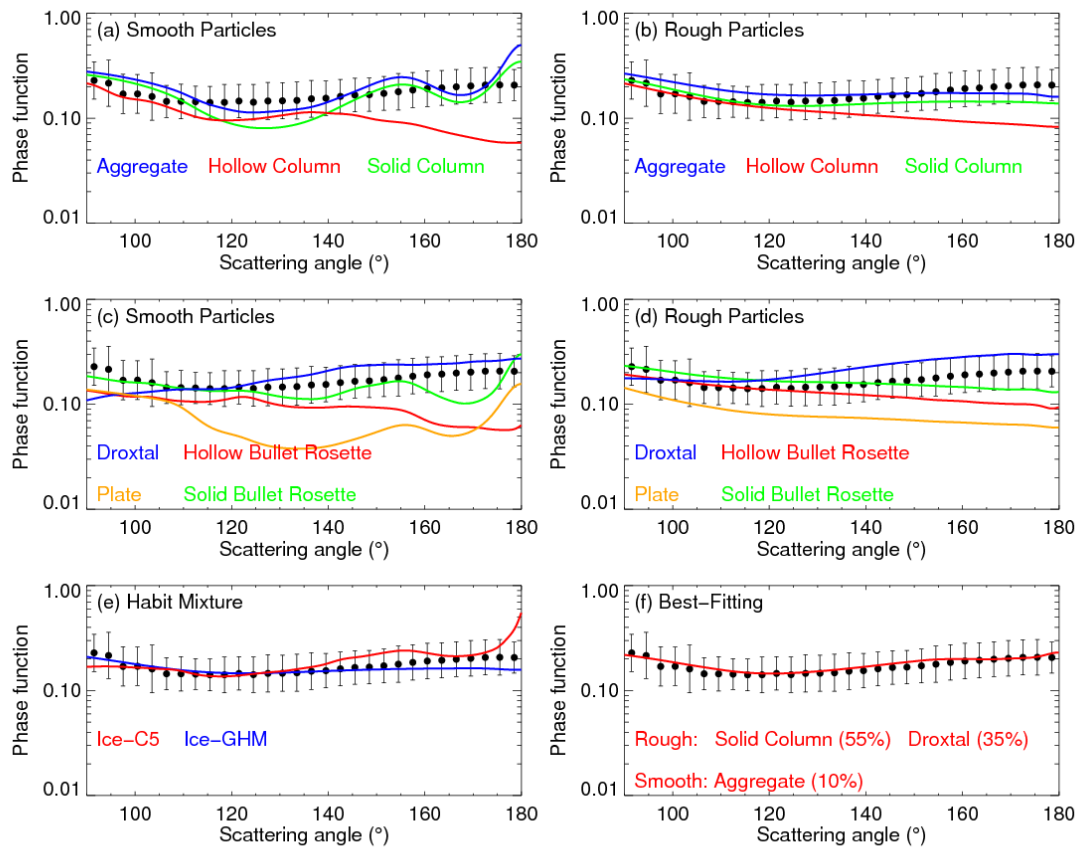 (a) Smooth Particles
Phase function
1.00
0.10
0.01
Aggregate Hollow Column Solid Column
100 120 140 160 180
Scattering angle (°)
(b) Rough Particles
Phase function
1.00
0.10
0.01
Aggregate Hollow Column Solid Column
100 120 140 160 180
Scattering angle (°)
(c) Smooth Particles
Phase function
1.00
0.10
0.01
Droxtal Hollow Bullet Rosette
Plate Solid Bullet Rosette
100 120 140 160 180
Scattering angle (°)
(d) Rough Particles
Phase function
1.00
0.10
0.01
Droxtal Hollow Bullet Rosette
Plate Solid Bullet Rosette
100 120 140 160 180
Scattering angle (°)
(e) Habit Mixture
Phase function
1.00
0.10
0.01
Ice−C5 Ice−GHM
100 120 140 160 180
Scattering angle (°)
(f) Best−Fitting
Phase function
1.00
0.10
0.01
Rough: Solid Column (55%) Droxtal (35%)
Smooth: Aggregate (10%)
100 120 140 160 180
Scattering angle (°)